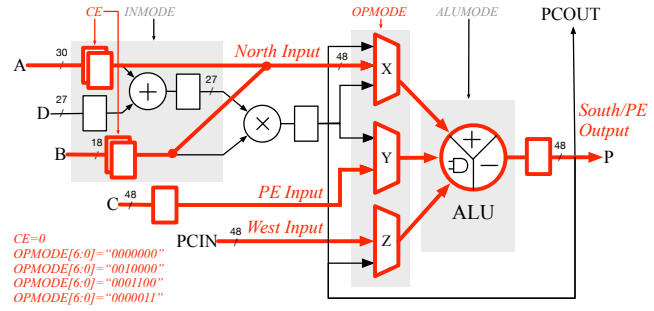 CE INMODE OPMODE ALUMODE PCOUT
A 30 North Input 48 X
D 27 + 27
×
B 18
South/PE
Output
+ −
48 P
Y
C 48 PE Input
ALU
PCIN 48 West Input Z
CE=0
OPMODE[6:0]="0000000"
OPMODE[6:0]="0010000"
OPMODE[6:0]="0001100"
OPMODE[6:0]="0000011"